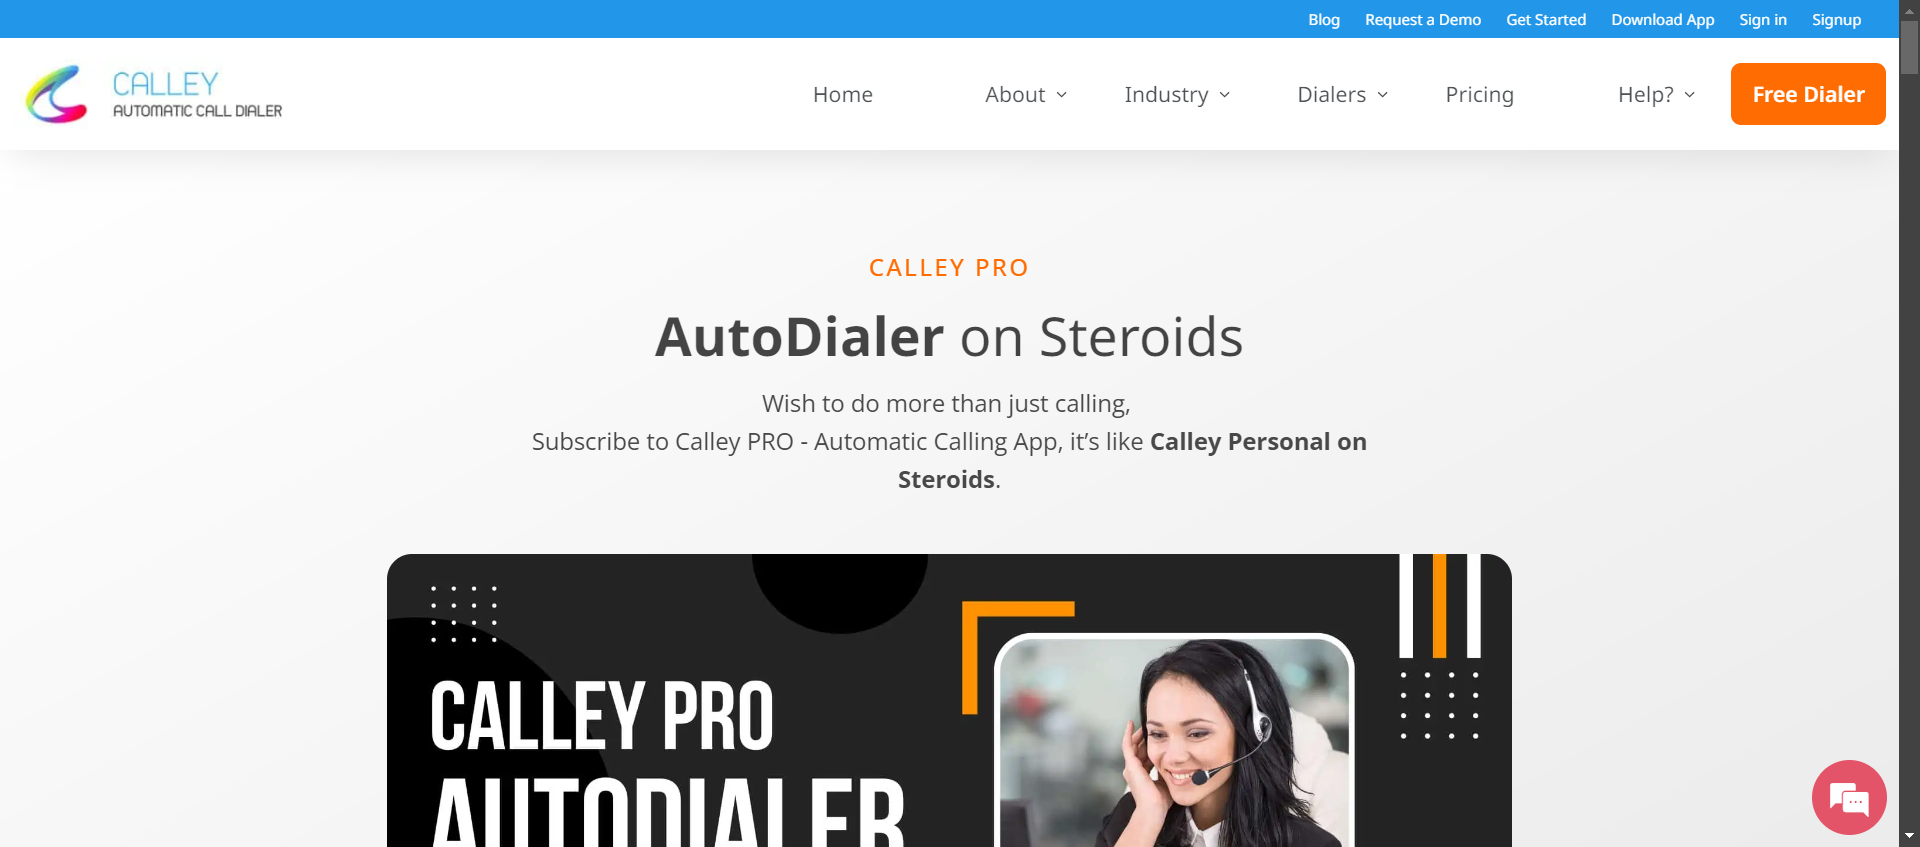 Blog Request a Demo Get Started Download App Sign in Signup
CALLEY
AUTOMATIC CALL DIALER
Home About Industry Dialers Pricing Help? Free Dialer
CALLEY PRO
AutoDialer on Steroids
Wish to do more than just calling,
Subscribe to Calley PRO - Automatic Calling App, it’s like Calley Personal on
Steroids.
CALLEY PRO
AUTODIALER